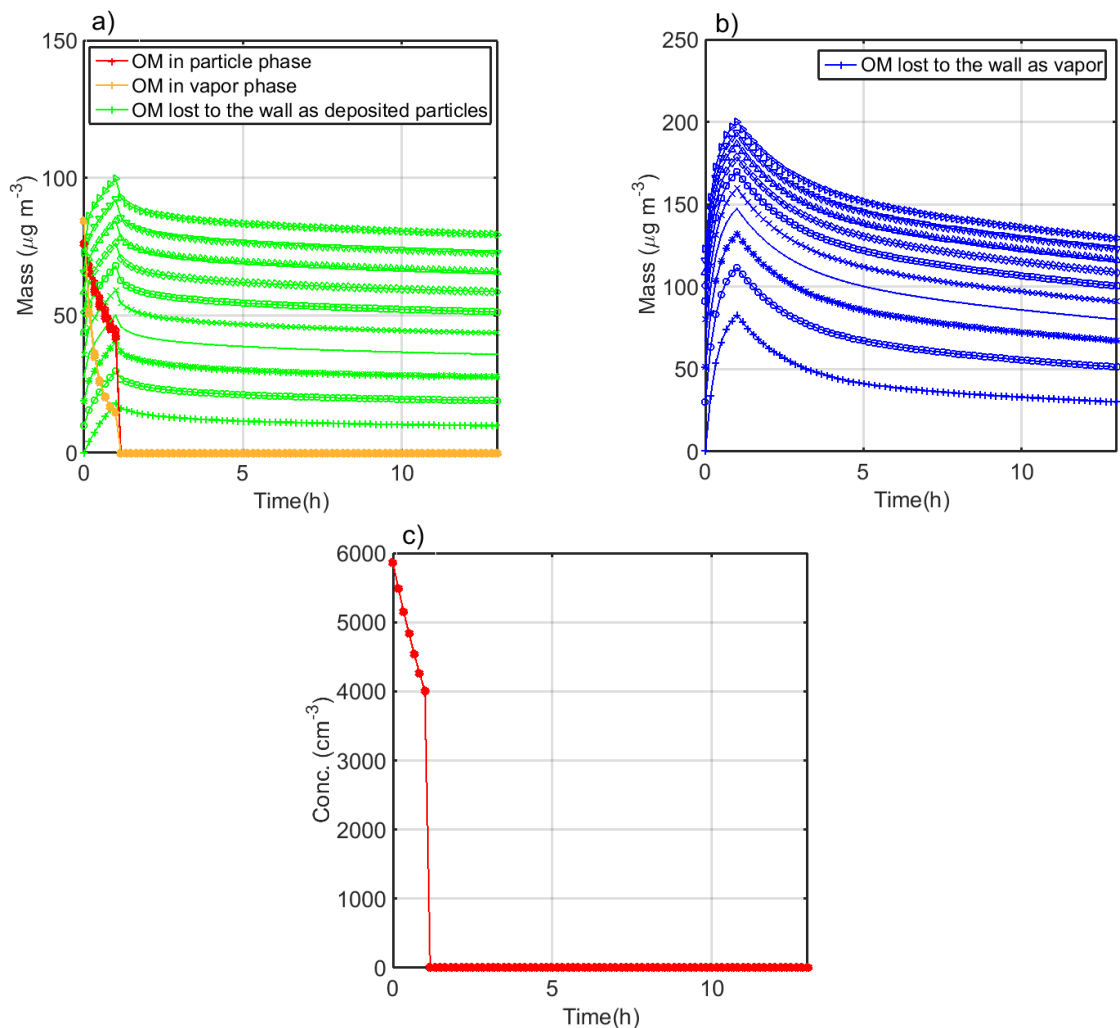 a)
150
100
50
0
Mass (μg m-3)
OM in particle phase
OM in vapor phase
OM lost to the wall as deposited particles
0 5 10
Time(h)
b)
250
200
150
100
50
0
Mass (μg m-3)
OM lost to the wall as vapor
0 5 10
Time(h)
c)
6000
5000
4000
3000
2000
1000
0
Conc. (cm-3)
0 5 10
Time(h)